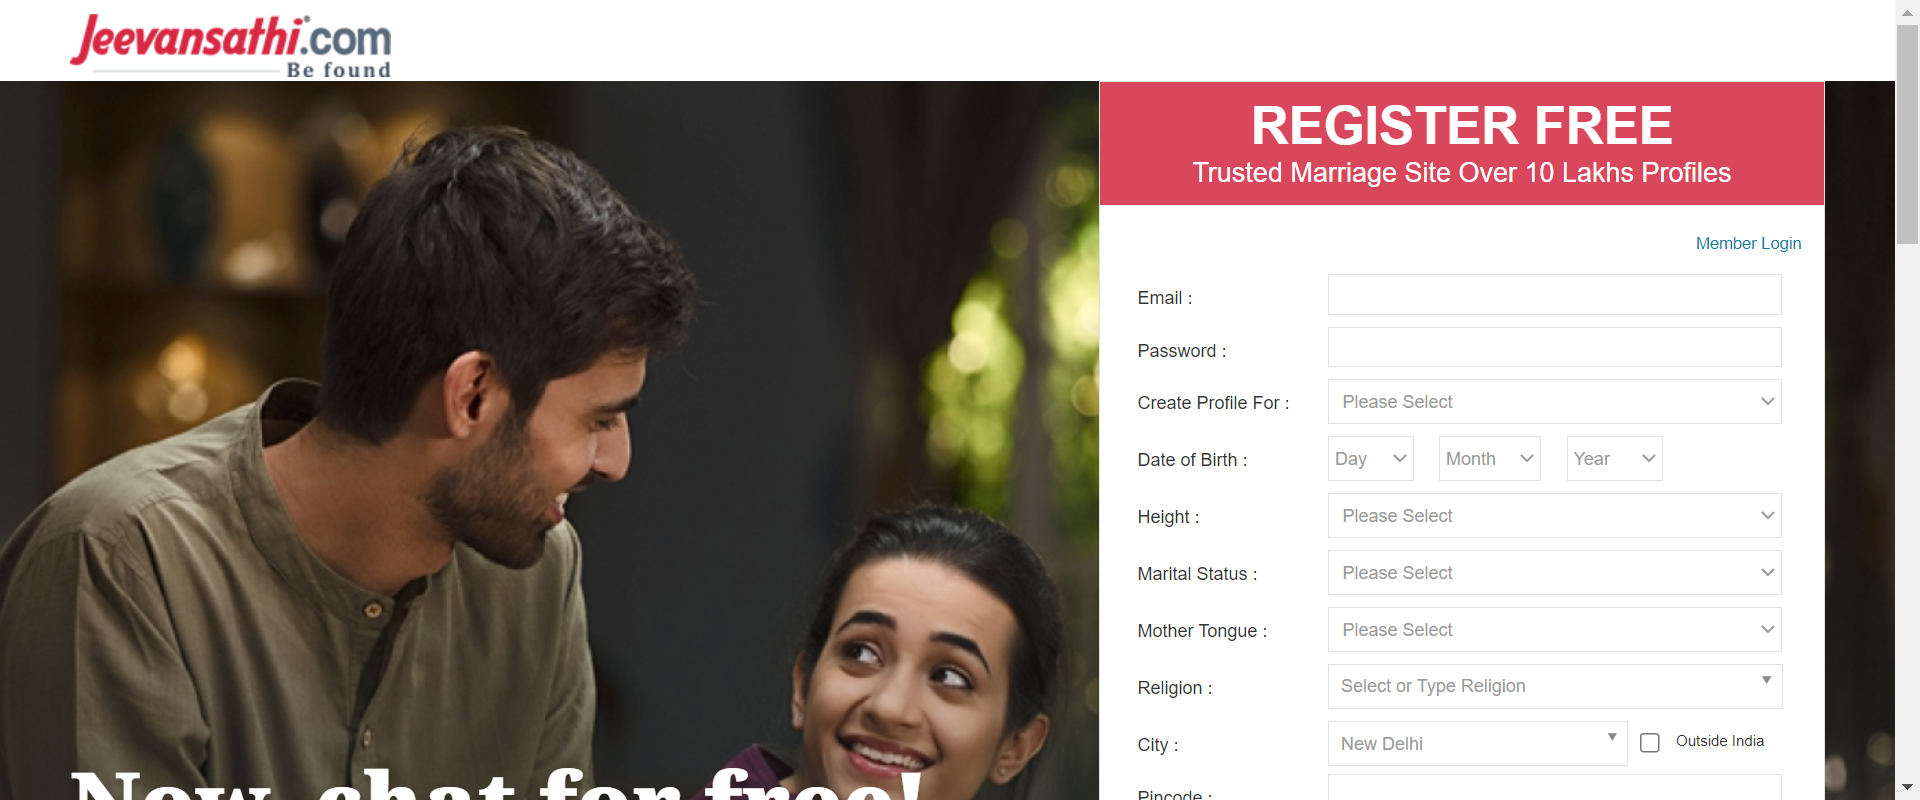 Jeevansathi.com
Be found
REGISTER FREE
Trusted Marriage Site Over 10 Lakhs Profiles
Member Login
Email :
Password :
Create Profile For : Please Select
Date of Birth : Day Month Year
Height : Please Select
Marital Status : Please Select
Mother Tongue : Please Select
Religion : Select or Type Religion
City : New Delhi Outside India
Pincode :
Now, chat for free!